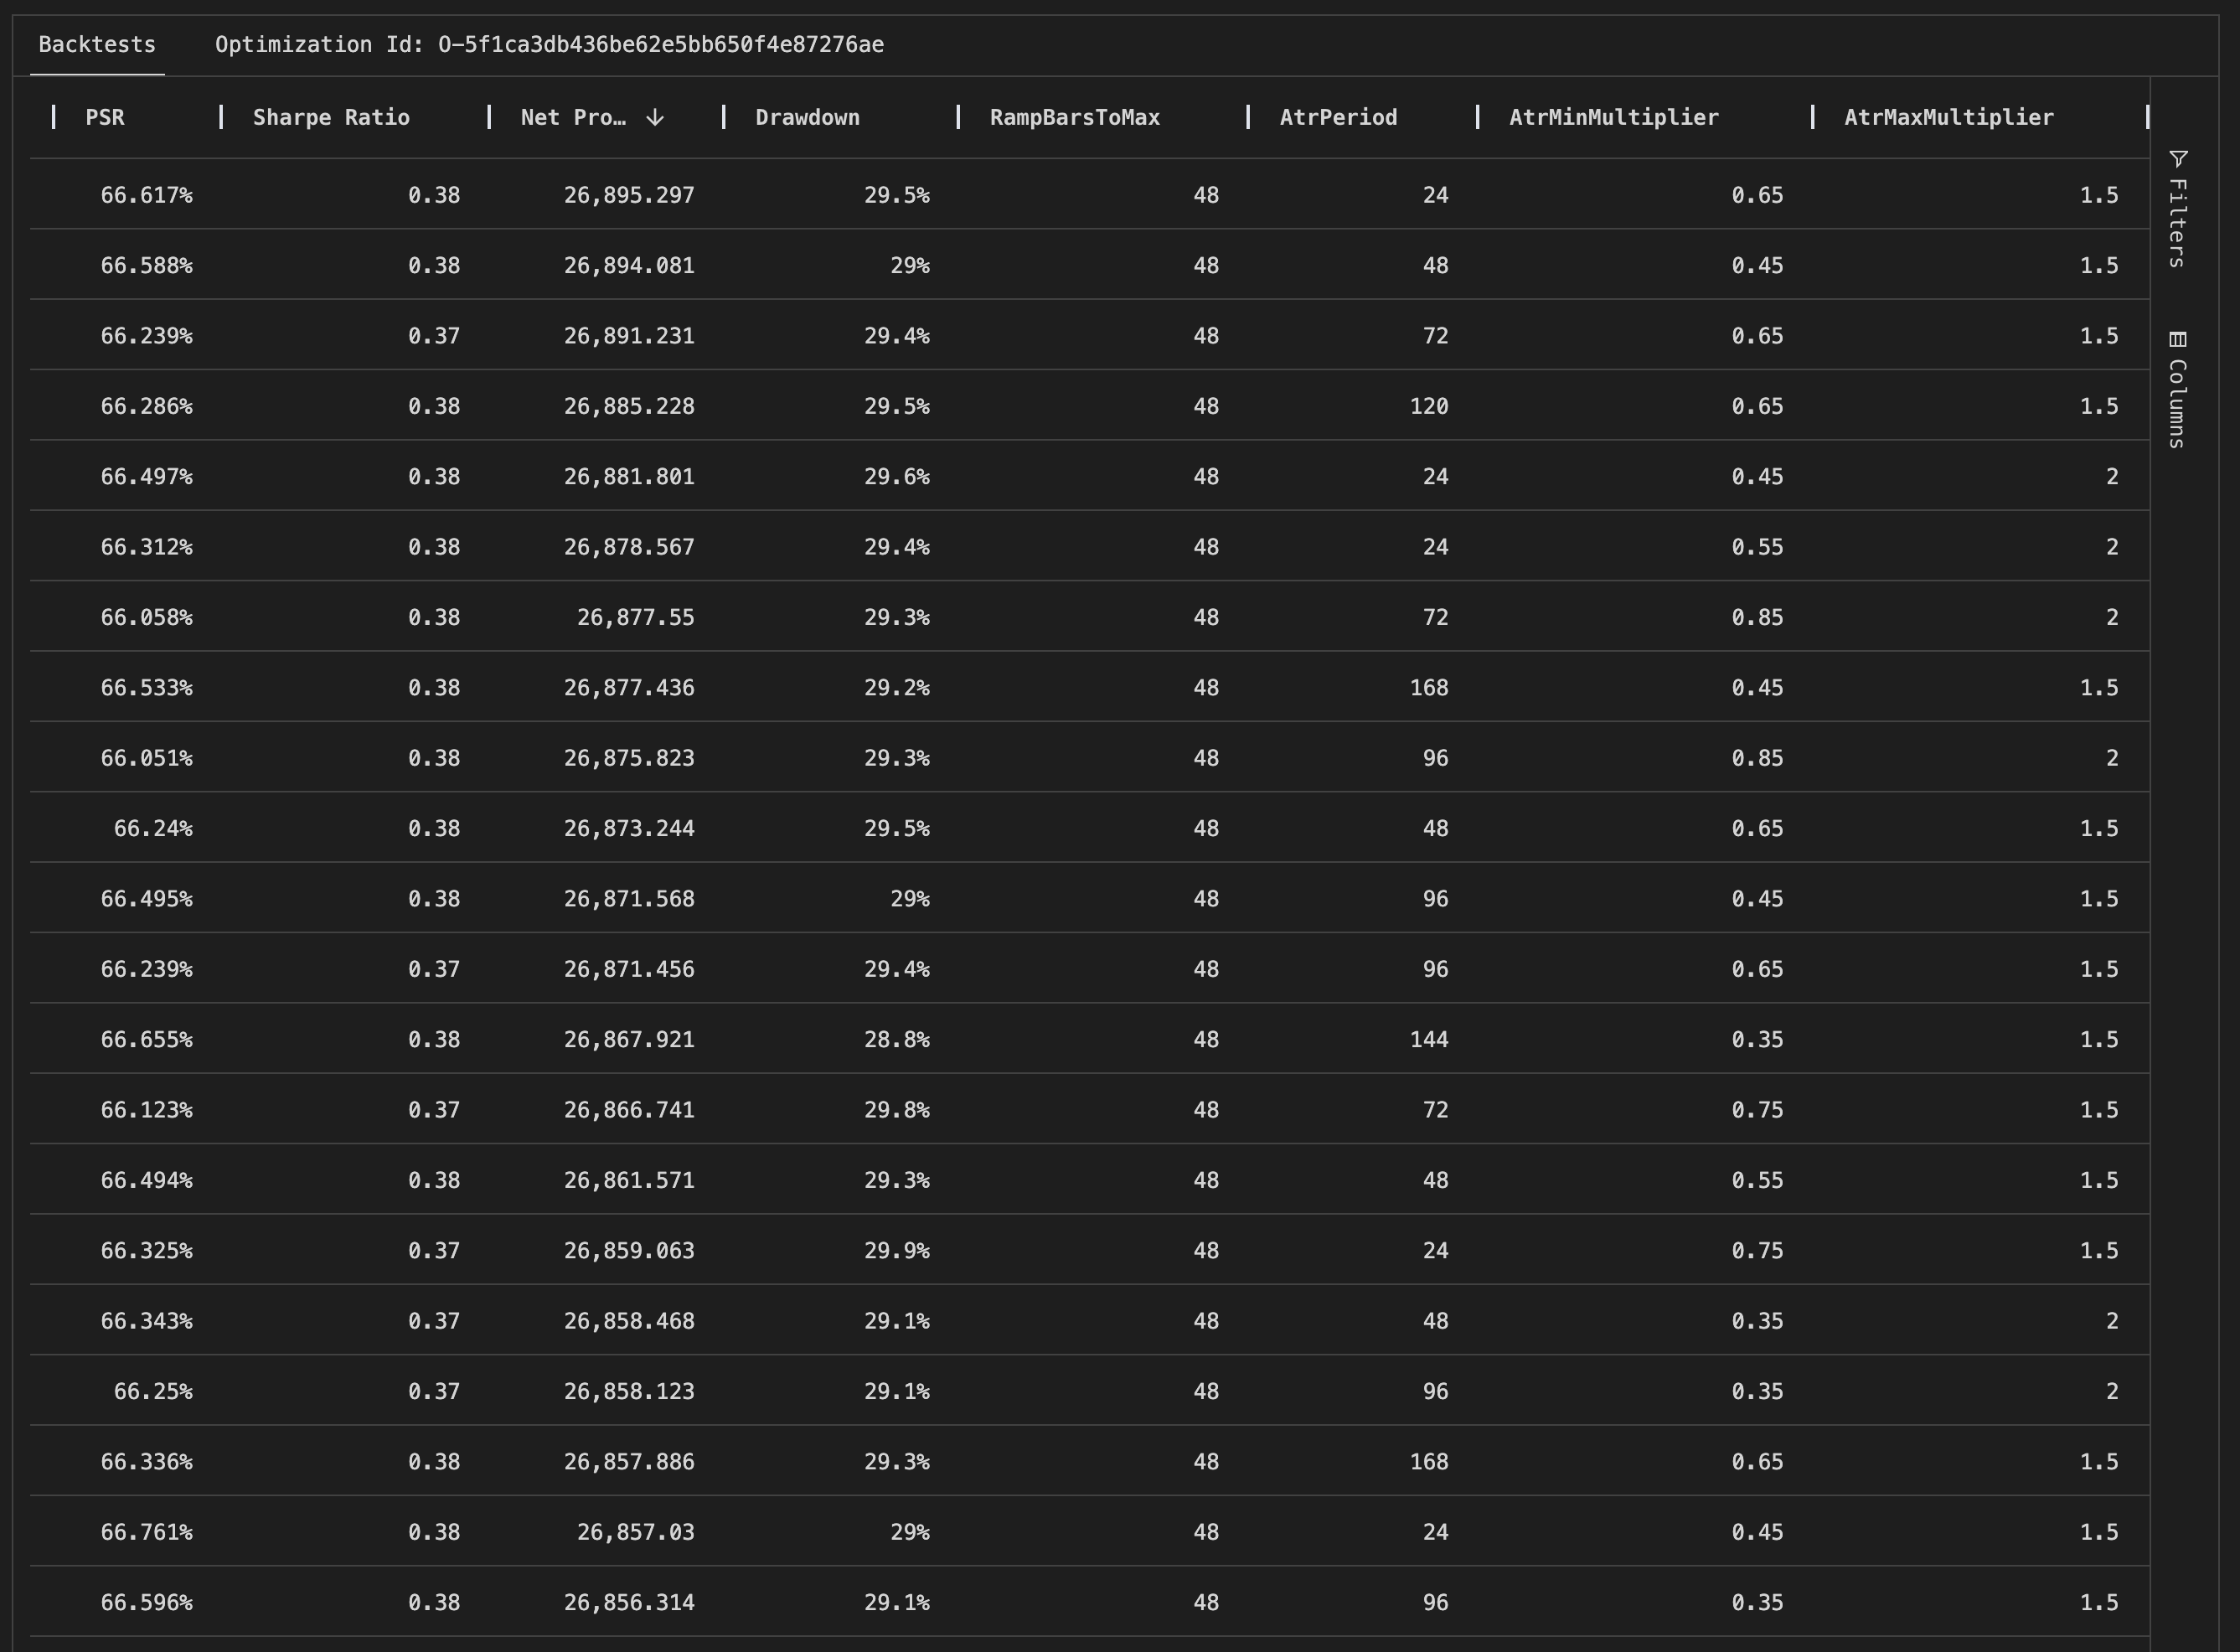 Backtests Optimization Id: O-5f1ca3db436be62e5bb650f4e87276ae
PSR Sharpe Ratio Net Pro… ↓ Drawdown RampBarsToMax AtrPeriod AtrMinMultiplier AtrMaxMultiplier
66.617% 0.38 26,895.297 29.5% 48 24 0.65 1.5
66.588% 0.38 26,894.081 29% 48 48 0.45 1.5
66.239% 0.37 26,891.231 29.4% 48 72 0.65 1.5
66.286% 0.38 26,885.228 29.5% 48 120 0.65 1.5
66.497% 0.38 26,881.801 29.6% 48 24 0.45 2
66.312% 0.38 26,878.567 29.4% 48 24 0.55 2
66.058% 0.38 26,877.55 29.3% 48 72 0.85 2
66.533% 0.38 26,877.436 29.2% 48 168 0.45 1.5
66.051% 0.38 26,875.823 29.3% 48 96 0.85 2
66.24% 0.38 26,873.244 29.5% 48 48 0.65 1.5
66.495% 0.38 26,871.568 29% 48 96 0.45 1.5
66.239% 0.37 26,871.456 29.4% 48 96 0.65 1.5
66.655% 0.38 26,867.921 28.8% 48 144 0.35 1.5
66.123% 0.37 26,866.741 29.8% 48 72 0.75 1.5
66.494% 0.38 26,861.571 29.3% 48 48 0.55 1.5
66.325% 0.37 26,859.063 29.9% 48 24 0.75 1.5
66.343% 0.37 26,858.468 29.1% 48 48 0.35 2
66.25% 0.37 26,858.123 29.1% 48 96 0.35 2
66.336% 0.38 26,857.886 29.3% 48 168 0.65 1.5
66.761% 0.38 26,857.03 29% 48 24 0.45 1.5
66.596% 0.38 26,856.314 29.1% 48 96 0.35 1.5
Filters
Columns